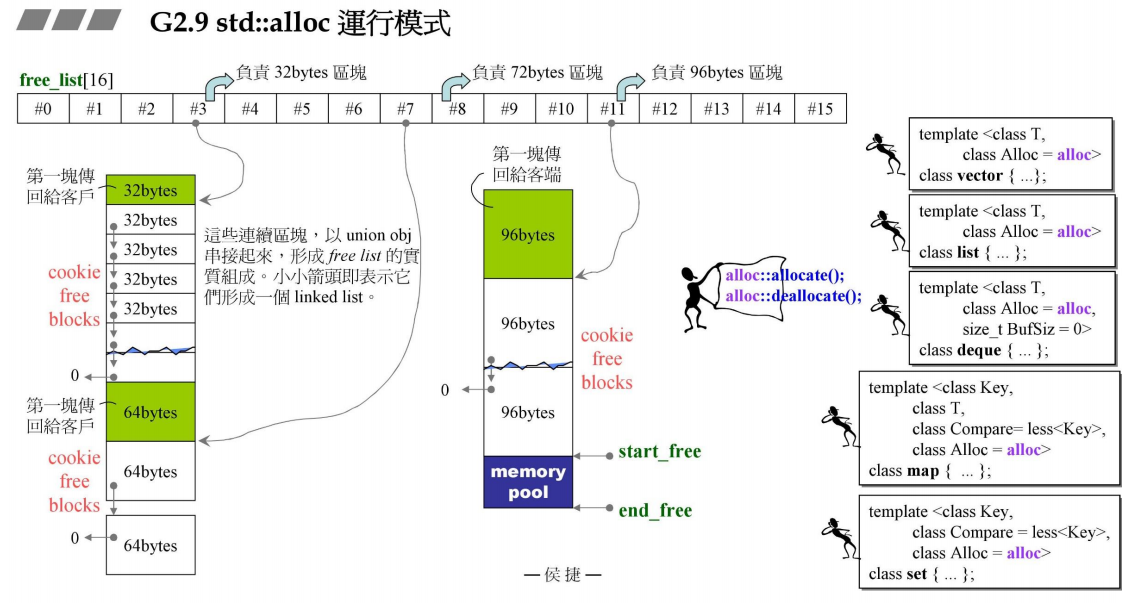 G2.9 std::alloc 運行模式
free_list[16]
負責 32bytes 區塊
負責 72bytes 區塊
負責 96bytes 區塊
#0 #1 #2 #3 #4 #5 #6 #7 #8 #9 #10 #11 #12 #13 #14 #15
第一塊傳
回給客戶
32bytes
32bytes
32bytes
32bytes
32bytes
cookie
free
blocks
0
這些連續區塊，以 union obj
串接起來，形成 free list 的實
質組成。小小箭頭即表示它
們形成一個 linked list。
第一塊傳
回給客戶
64bytes
cookie
free
blocks
64bytes
0
64bytes
第一塊傳
回給客端
96bytes
96bytes
cookie
free
blocks
0
96bytes
start_free
memory
pool
end_free
alloc::allocate();
alloc::deallocate();
template <class T,
class Alloc = alloc>
class vector { ...};
template <class T,
class Alloc = alloc>
class list { ... };
template <class T,
class Alloc = alloc,
size_t BufSiz = 0>
class deque { ... };
template <class Key,
class T,
class Compare= less<Key>,
class Alloc = alloc>
class map { ... };
template <class Key,
class Compare = less<Key>,
class Alloc = alloc>
class set { ... };
— 侯 捷 —